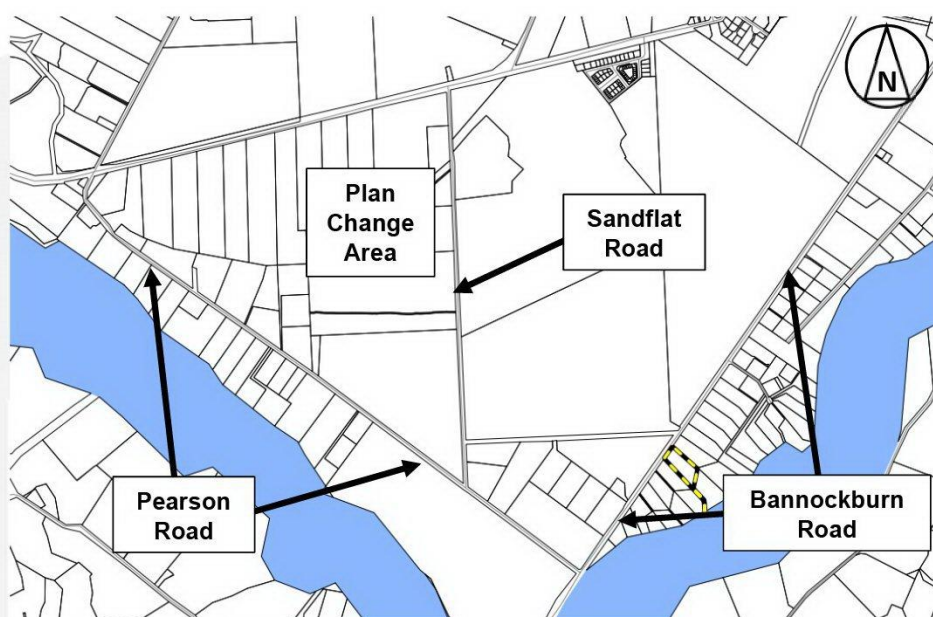 N
Plan
Change
Area
Sandflat
Road
Pearson
Road
Bannockburn
Road